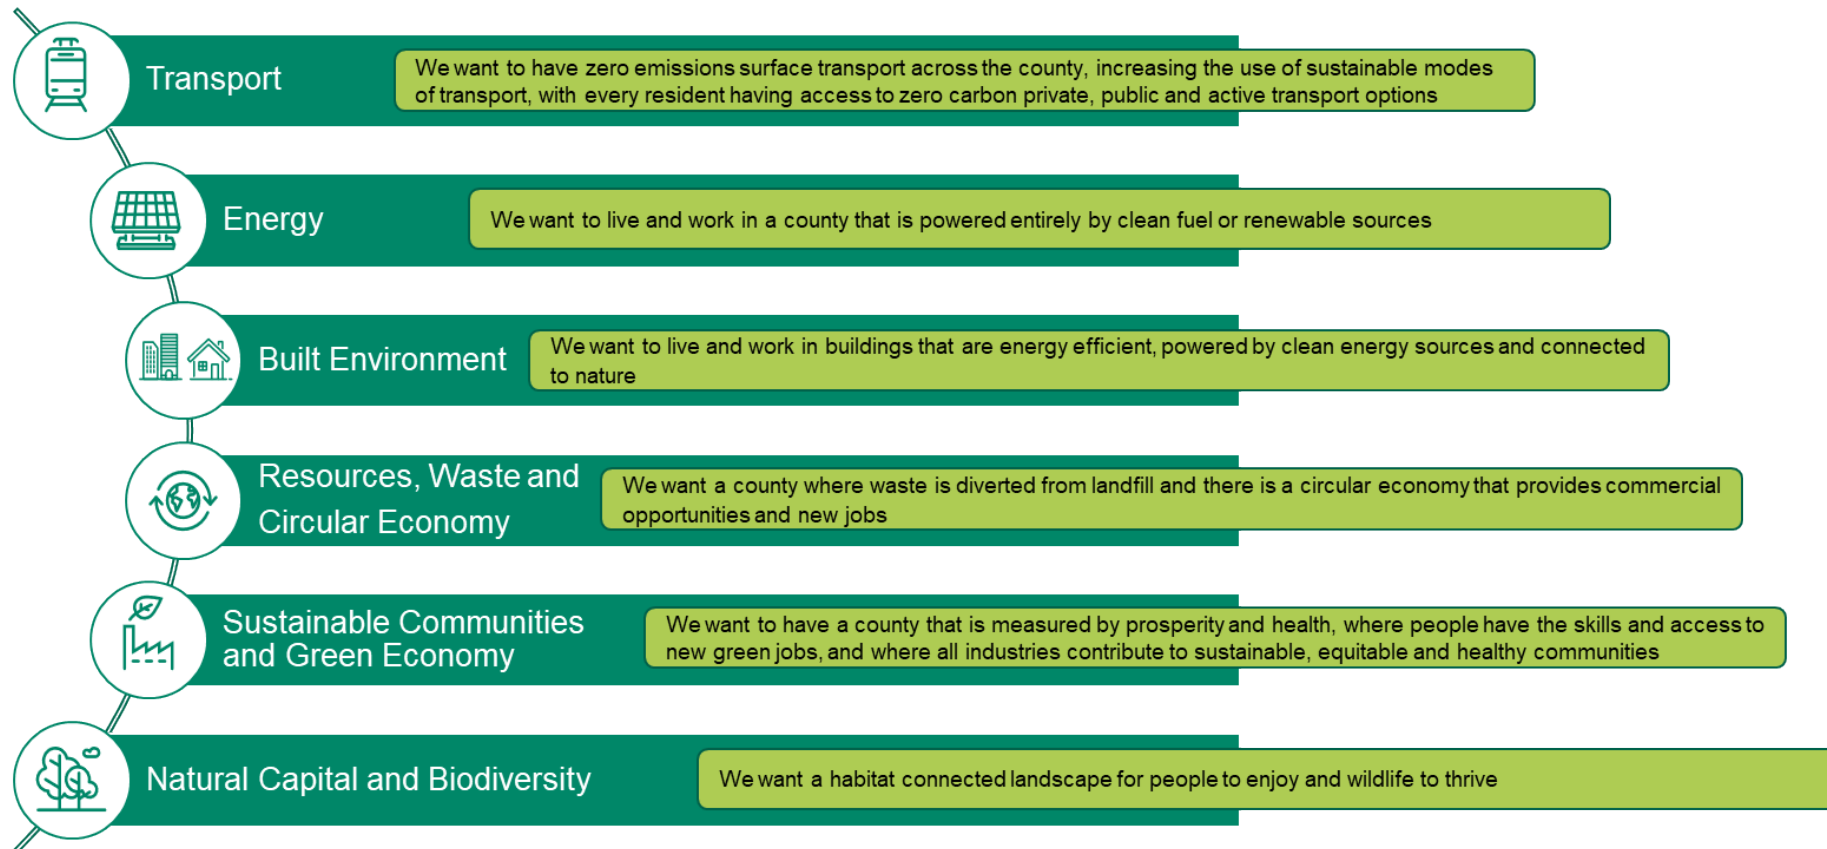 Transport
We want to have zero emissions surface transport across the county, increasing the use of sustainable modes
of transport, with every resident having access to zero carbon private, public and active transport options
Energy
We want to live and work in a county that is powered entirely by clean fuel or renewable sources
Built Environment
We want to live and work in buildings that are energy efficient, powered by clean energy sources and connected
to nature
Resources, Waste and
Circular Economy
We want a county where waste is diverted from landfill and there is a circular economy that provides commercial
opportunities and new jobs
Sustainable Communities
and Green Economy
We want to have a county that is measured by prosperity and health, where people have the skills and access to
new green jobs, and where all industries contribute to sustainable, equitable and healthy communities
Natural Capital and Biodiversity
We want a habitat connected landscape for people to enjoy and wildlife to thrive